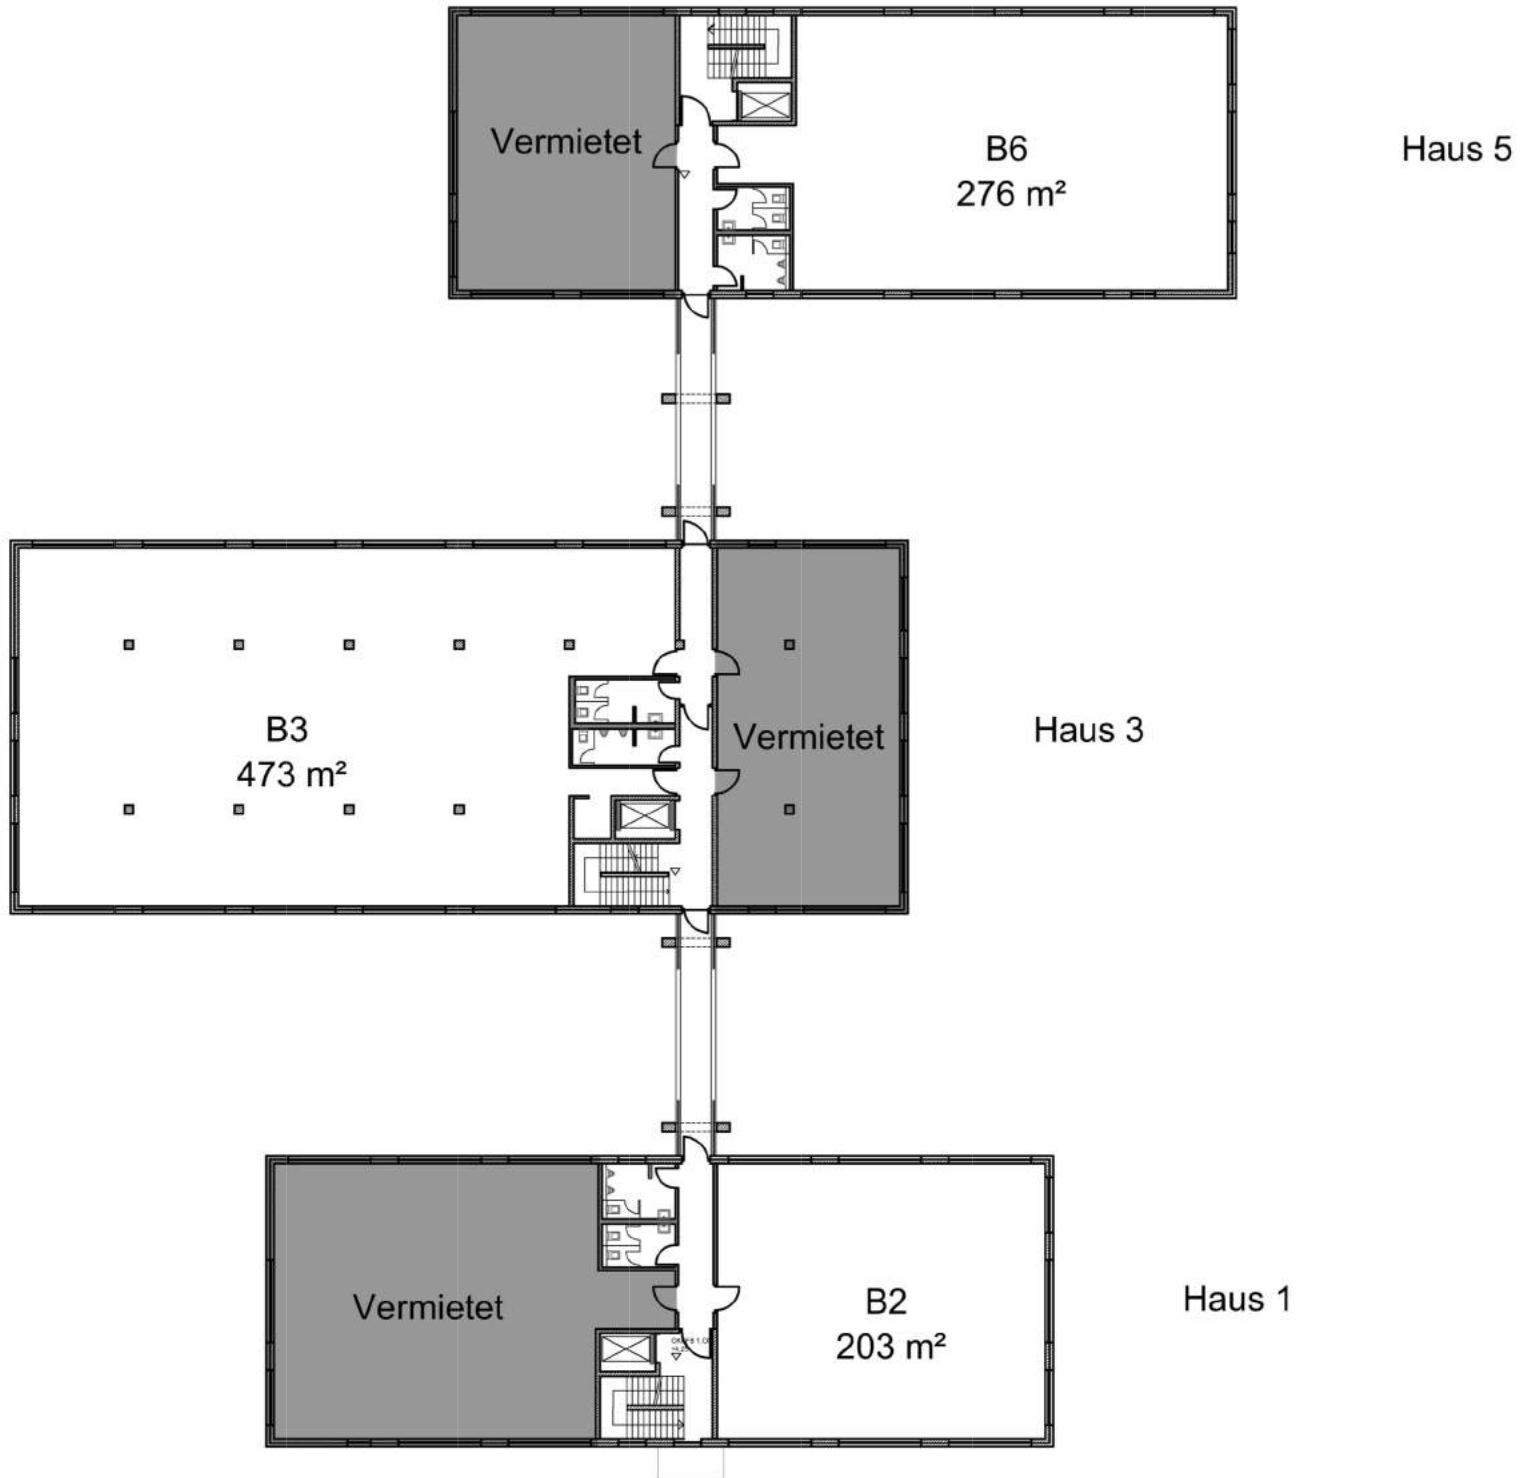 Vermietet
B6
276 m²
Haus 5
B3
473 m²
Vermietet
Haus 3
Vermietet
B2
203 m²
Haus 1